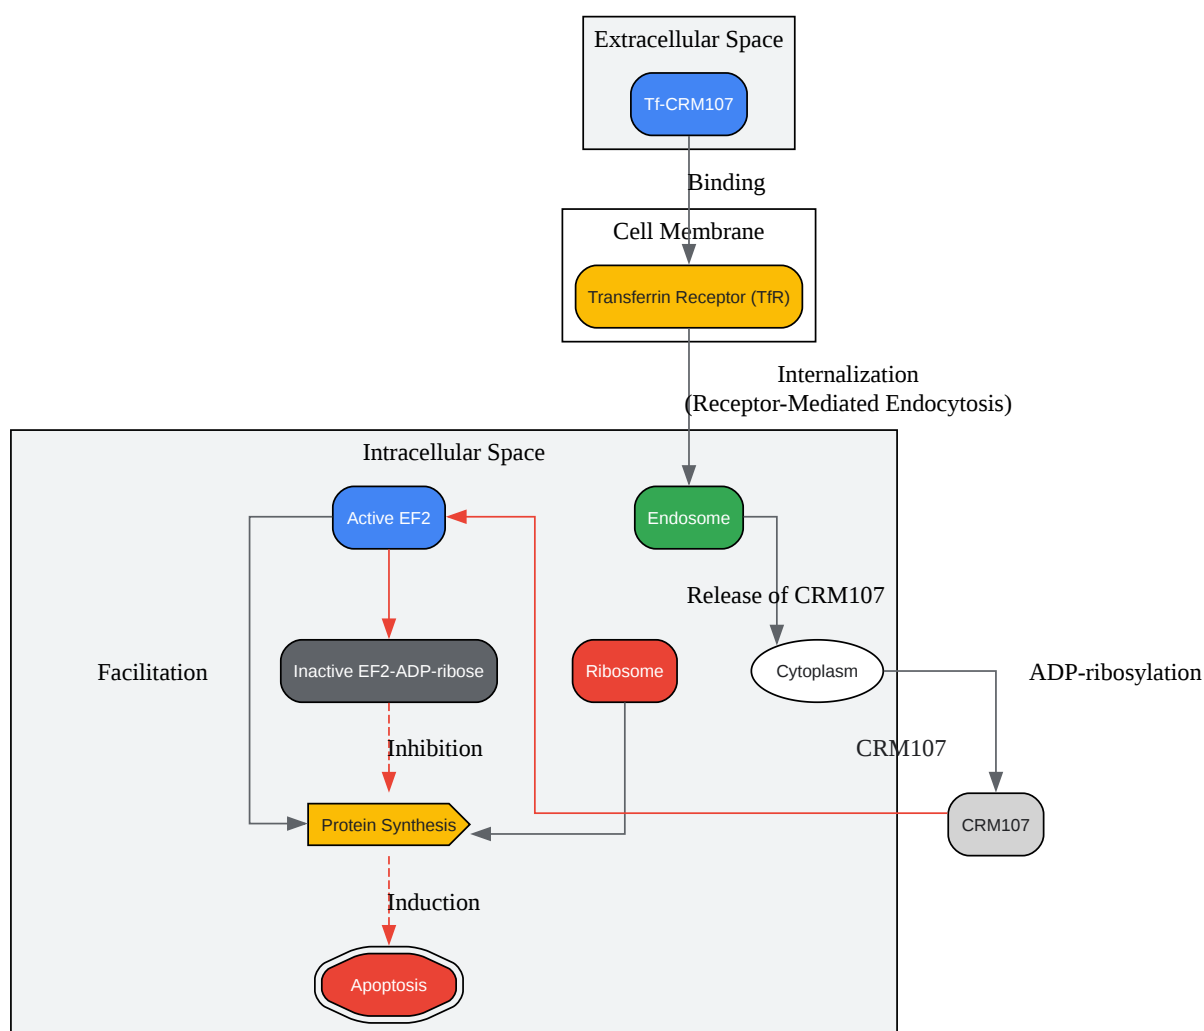 Extracellular Space
Tf-CRM107
Binding
Cell Membrane
Transferrin Receptor (TfR)
Internalization
(Receptor-Mediated Endocytosis)
Intracellular Space
Active EF2
Endosome
Release of CRM107
Facilitation
Inactive EF2-ADP-ribose
Ribosome
Cytoplasm
ADP-ribosylation
Inhibition
CRM107
Protein Synthesis
CRM107
Induction
Apoptosis